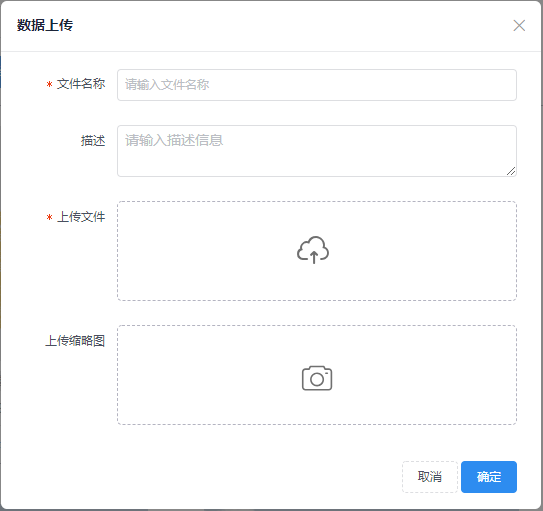 数据上传
* 文件名称
请输入文件名称
描述
请输入描述信息
* 上传文件
上传缩略图
取消 确定